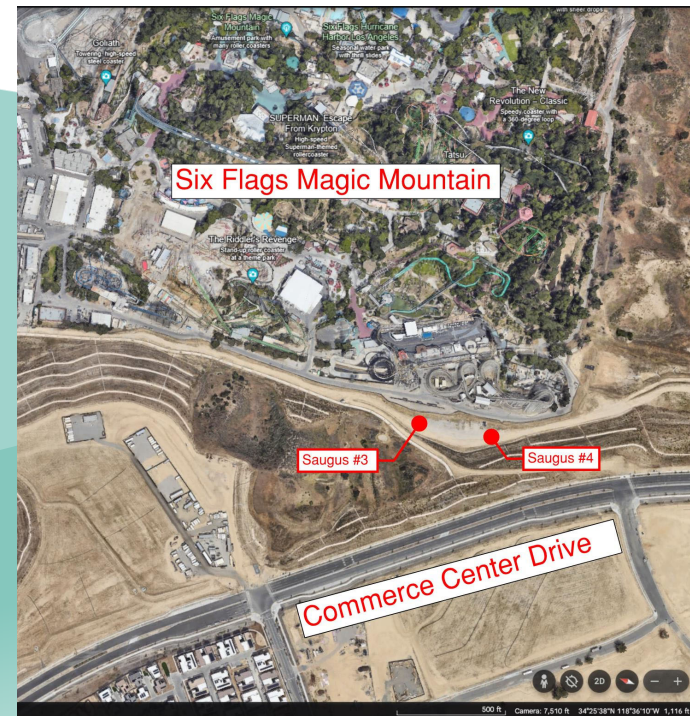 with sheer drops
Six Flags Magic
Mountain
Amusement park with
many roller coasters
Six Flags Hurricane
Harbor Los Angeles
Seasonal water park
with thrill slides
Goliath
Towering, high-speed
steel coaster
The New
Revolution – Classic
Speedy coaster with
a 360-degree loop
SUPERMAN: Escape
From Krypton
High-speed
Superman-themed
rollercoaster
Tatsu
Six Flags Magic Mountain
The Riddler's Revenge
Stand-up roller coaster
at a theme park
Saugus #3
Saugus #4
Commerce Center Drive
2D
500 ft
Camera: 7,510 ft 34°25'38"N 118°36'10"W 1,116 ft